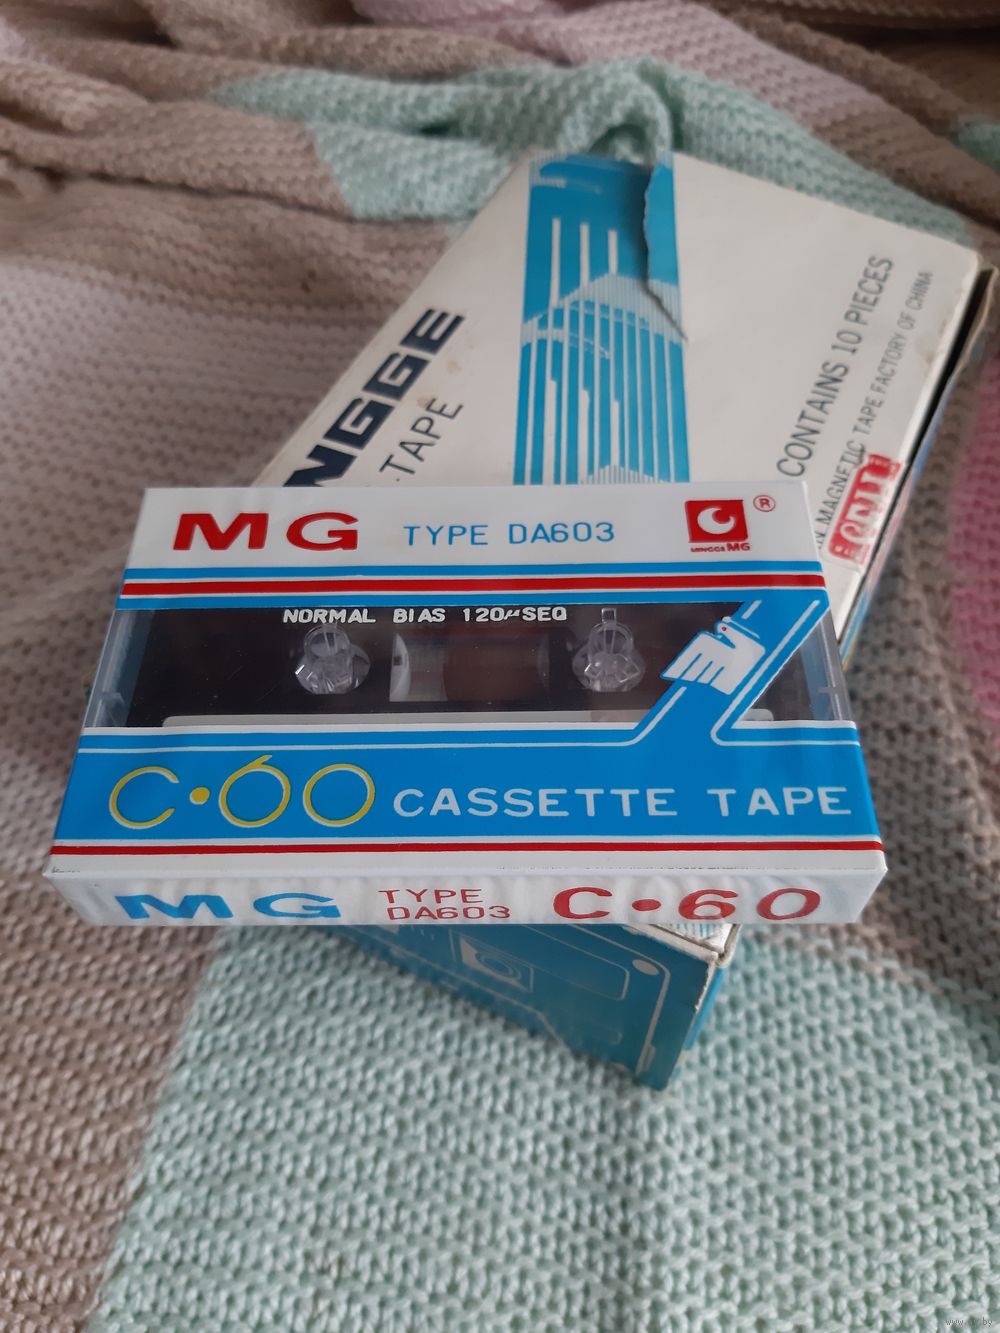 NGGE
TAPE
CONTAINS 10 PIECES
MAGNETIC TAPE FACTORY OF CHINA
MG TYPE DA603 ®
MINGGE MG
NORMAL BIAS 120µSEQ
C•60 CASSETTE TAPE
MG TYPE DA603 C•60